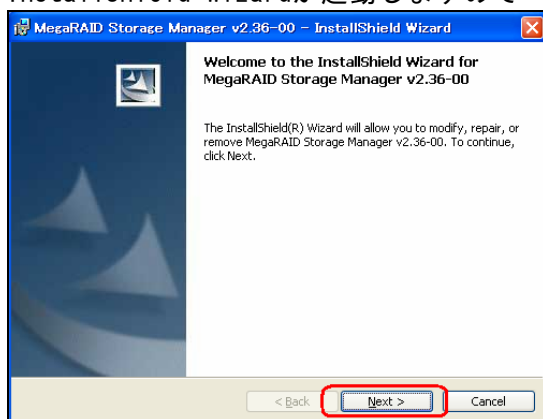 InstallShield Wizardが起動しますので
MegaRAID Storage Manager v2.36-00 - InstallShield Wizard
Welcome to the InstallShield Wizard for
MegaRAID Storage Manager v2.36-00
The InstallShield(R) Wizard will allow you to modify, repair, or
remove MegaRAID Storage Manager v2.36-00. To continue,
click Next.
< Back Next > Cancel